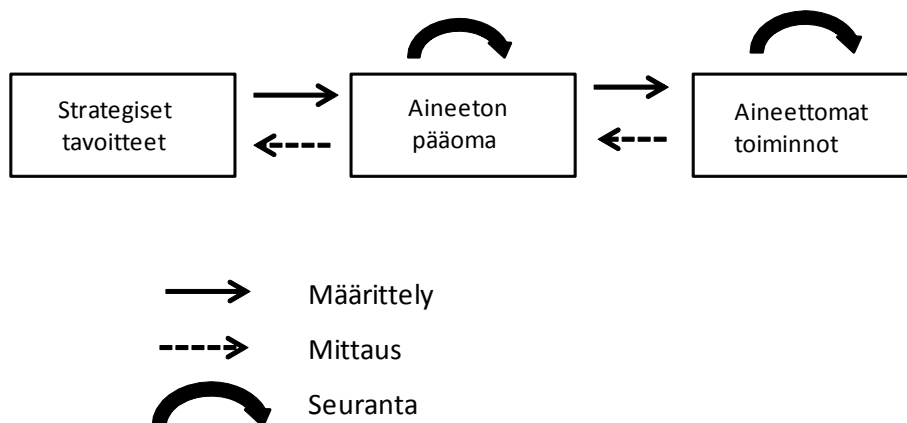 Strategiset
tavoitteet
Aineeton
pääoma
Aineettomat
toiminnot
Määrittely
Mittaus
Seuranta